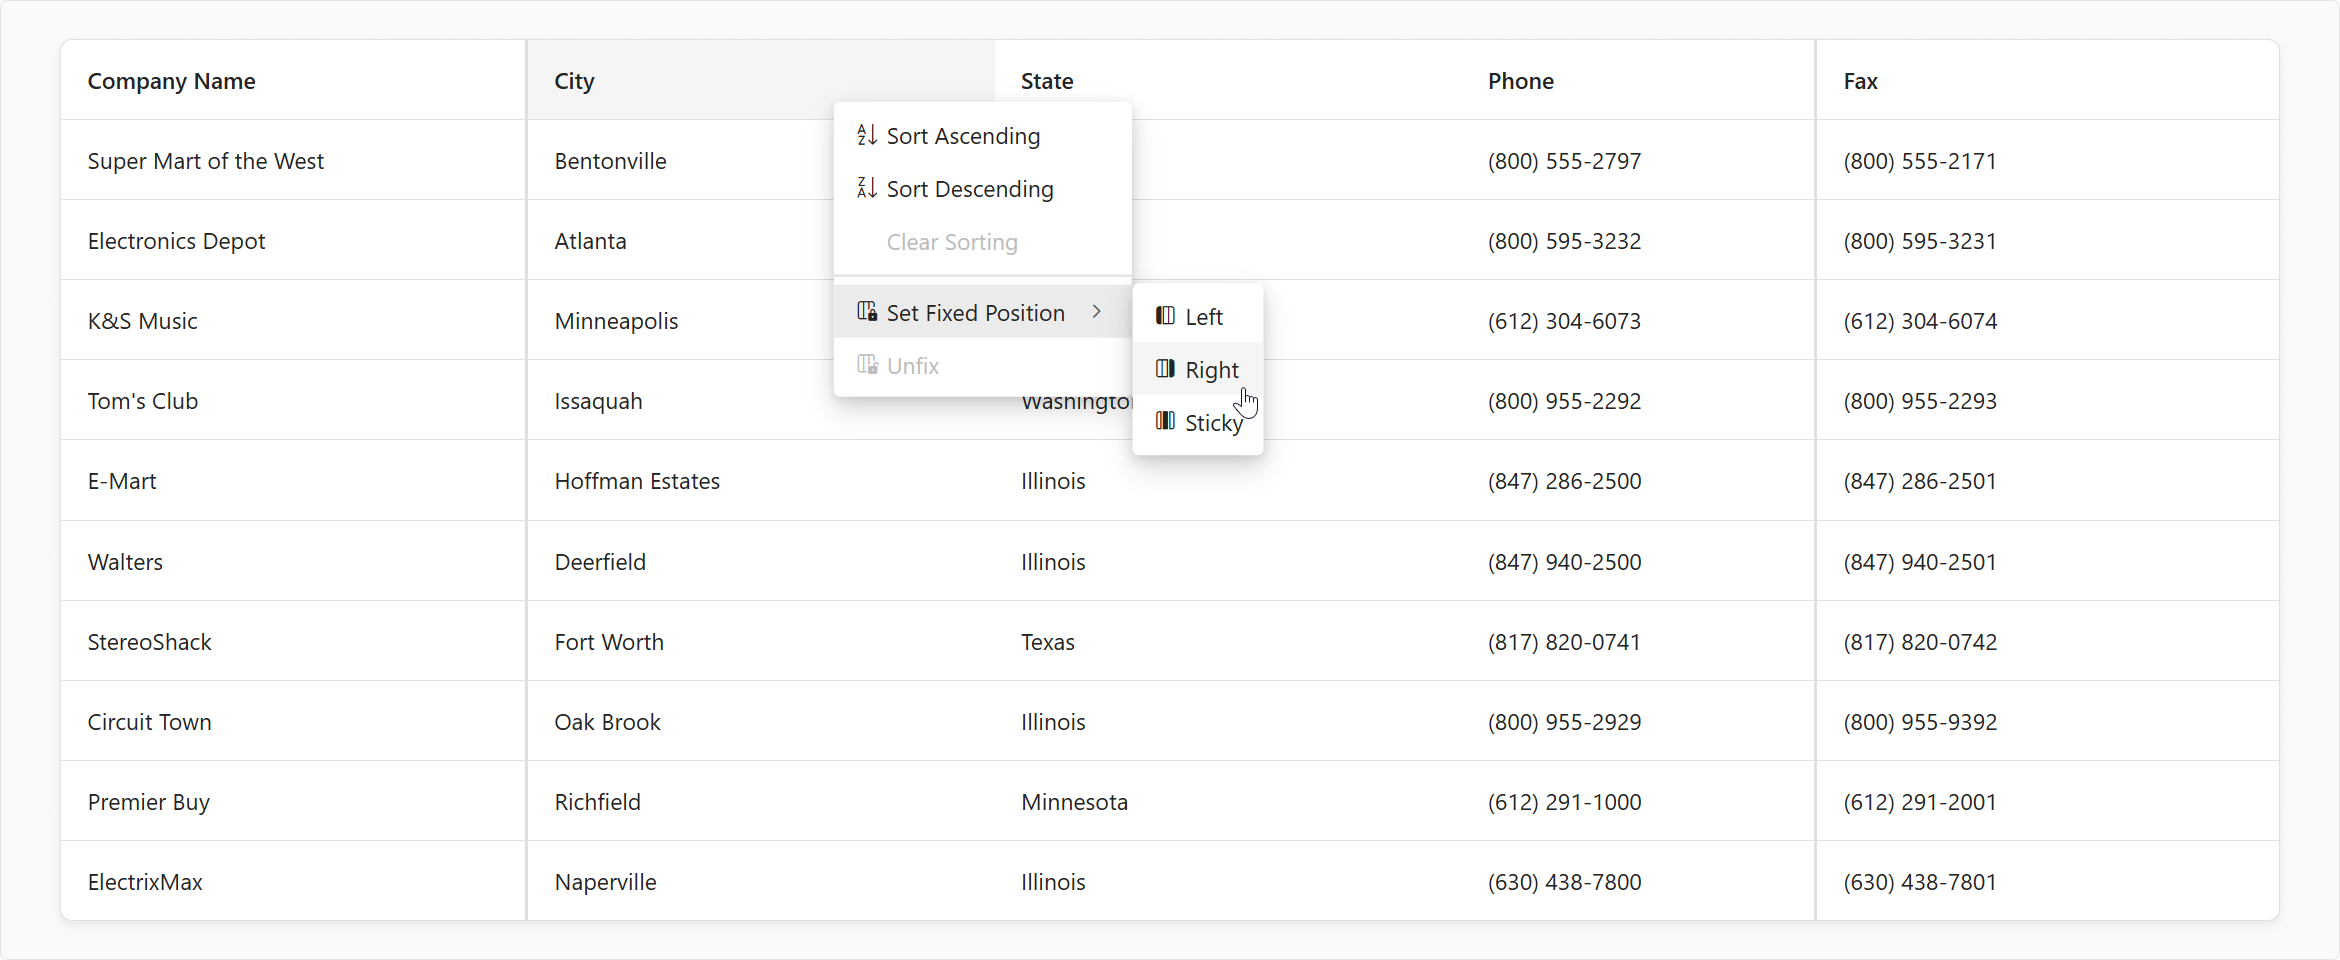 Company Name City State Phone Fax
Sort Ascending
Super Mart of the West Bentonville (800) 555-2797 (800) 555-2171
Sort Descending
Electronics Depot Atlanta Clear Sorting (800) 595-3232 (800) 595-3231
K&S Music Minneapolis Set Fixed Position Left (612) 304-6073 (612) 304-6074
Unfix Right
Tom's Club Issaquah Washingto (800) 955-2292 (800) 955-2293
Sticky
E-Mart Hoffman Estates Illinois (847) 286-2500 (847) 286-2501
Walters Deerfield Illinois (847) 940-2500 (847) 940-2501
StereoShack Fort Worth Texas (817) 820-0741 (817) 820-0742
Circuit Town Oak Brook Illinois (800) 955-2929 (800) 955-9392
Premier Buy Richfield Minnesota (612) 291-1000 (612) 291-2001
ElectrixMax Naperville Illinois (630) 438-7800 (630) 438-7801